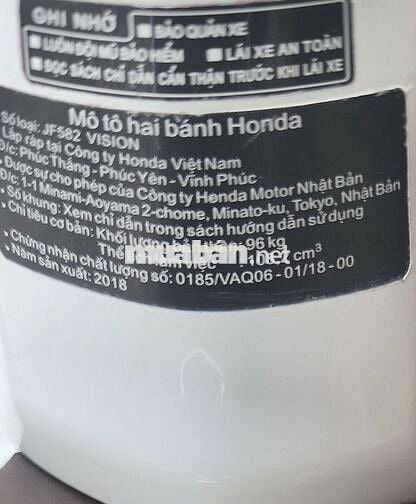 GHI NHỚ
■ BẢO QUẢN XE
■ LUÔN ĐỘI MŨ BẢO HIỂM ■ LÁI XE AN TOÀN
■ ĐỌC SÁCH CHỈ DẪN CẨN THẬN TRƯỚC KHI LÁI XE
Mô tô hai bánh Honda
Số loại: JF582 VISION
Lắp ráp tại Công ty Honda Việt Nam
Đ/c: Phúc Thắng - Phúc Yên - Vĩnh Phúc
• Được sự cho phép của Công ty Honda Motor Nhật Bản
Đ/c: 1-1 Minami-Aoyama 2-chome, Minato-ku, Tokyo, Nhật Bản
• Số khung: Xem chỉ dẫn trong sách hướng dẫn sử dụng
• Chỉ tiêu cơ bản: Khối lượng bản thân: 96 kg
Thể việc cm³
muaban.net
• Chứng nhận chất lượng số: 0185/VAQ06 - 01/18 - 00
• Năm sản xuất: 2018